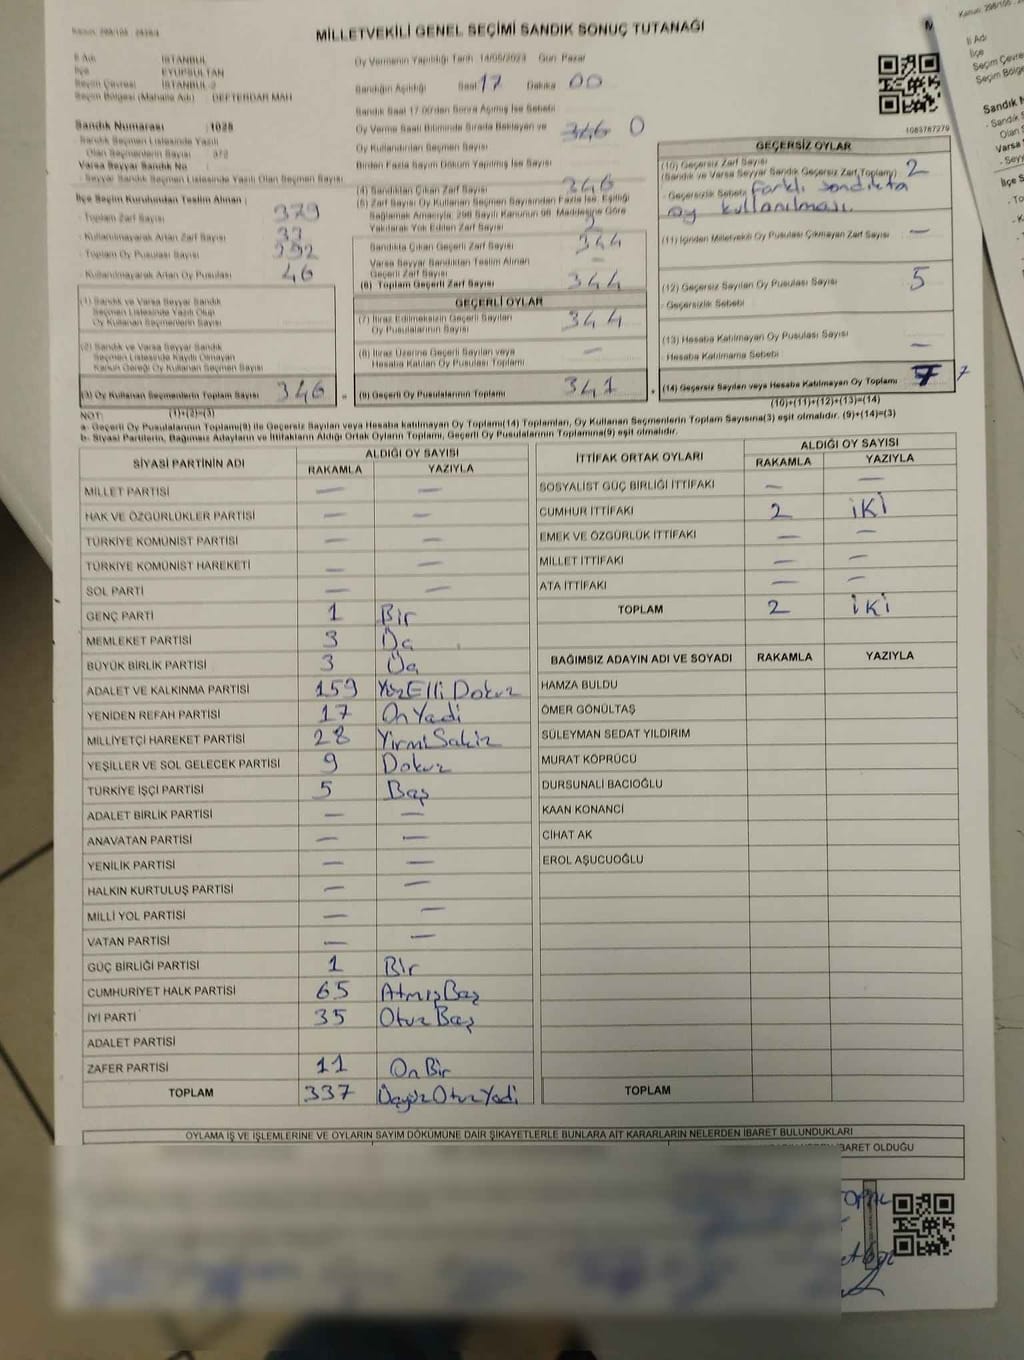 MİLLETVEKİLİ GENEL SEÇİMİ SANDIK SONUÇ TUTANAĞI
İl Adı İSTANBUL
İlçe EYÜPSULTAN
Seçim Çevresi İSTANBUL-2
Seçim Bölgesi (Mahalle Adı) DEFTERDAR MAH
Oy Vermenin Yapıldığı Tarih 14/05/2023 Gün Pazar
Sandığın Açıldığı Saat 17 Dakika 00
Sandık Saat 17.00'den Sonra Açılmış İse Sebebi
Oy Verme Saati Bitiminde Sırada Bekleyen ve
Oy Kullandırılan Seçmen Sayısı 346 0
Birden Fazla Sayım Döküm Yapılmış İse Sayısı
Sandık Numarası : 1028
- Sandık Seçmen Listesinde Yazılı
Olan Seçmenlerin Sayısı : 372
Varsa Seyyar Sandık No
- Seyyar Sandık Seçmen Listesinde Yazılı Olan Seçmen Sayısı
İlçe Seçim Kurulundan Teslim Alınan :
- Toplam Zarf Sayısı 379
- Kullanılmayarak Artan Zarf Sayısı 33
- Toplam Oy Pusulası Sayısı 392
- Kullanılmayarak Artan Oy Pusulası 46
(1) Sandık ve Varsa Seyyar Sandık
Seçmen Listesinde Yazılı Olup
Oy Kullanan Seçmenlerin Sayısı
(2) Sandık ve Varsa Seyyar Sandık
Seçmen Listesinde Kayıtlı Olmayan
Kanun Gereği Oy Kullanan Seçmen Sayısı
(3) Oy Kullanan Seçmenlerin Toplam Sayısı 346 =
(4) Sandıktan Çıkan Zarf Sayısı 346
(5) Zarf Sayısı Oy Kullanan Seçmen Sayısından Fazla İse, Eşitliği
Sağlamak Amacıyla, 298 Sayılı Kanunun 98. Maddesine Göre
Yakılarak Yok Edilen Zarf Sayısı
Sandıkta Çıkan Geçerli Zarf Sayısı 344
Varsa Seyyar Sandıktan Teslim Alınan
Geçerli Zarf Sayısı —
(6) Toplam Geçerli Zarf Sayısı 344
GEÇERLİ OYLAR
(7) İtiraz Edilmeksizin Geçerli Sayılan
Oy Pusulalarının Sayısı 344
(8) İtiraz Üzerine Geçerli Sayılan veya
Hesaba Katılan Oy Pusulası Toplamı —
(9) Geçerli Oy Pusulalarının Toplamı 341 +
1083787279
GEÇERSİZ OYLAR
(10) Geçersiz Zarf Sayısı
(Sandık ve Varsa Seyyar Sandık Geçersiz Zarf Toplamı) 2
- Geçersizlik Sebebi farklı sandıkta
oy kullanılması.
(11) İçinden Milletvekili Oy Pusulası Çıkmayan Zarf Sayısı —
(12) Geçersiz Sayılan Oy Pusulası Sayısı 5
- Geçersizlik Sebebi
(13) Hesaba Katılmayan Oy Pusulası Sayısı
- Hesaba Katılmama Sebebi —
(14) Geçersiz Sayılan veya Hesaba Katılmayan Oy Toplamı 7 7
NOT: (1)+(2)=(3) (10)+(11)+(12)+(13)=(14)
a- Geçerli Oy Pusulalarının Toplamı(9) ile Geçersiz Sayılan veya Hesaba katılmayan Oy Toplamı(14) Toplamları, Oy Kullanan Seçmenlerin Toplam Sayısına(3) eşit olmalıdır. (9)+(14)=(3)
b- Siyasi Partilerin, Bağımsız Adayların ve İttifakların Aldığı Ortak Oyların Toplamı, Geçerli Oy Pusulalarının Toplamına(9) eşit olmalıdır.
SİYASİ PARTİNİN ADI ALDIĞI OY SAYISI
RAKAMLA YAZIYLA
MİLLET PARTİSİ — —
HAK VE ÖZGÜRLÜKLER PARTİSİ — —
TÜRKİYE KOMÜNİST PARTİSİ — —
TÜRKİYE KOMÜNİST HAREKETİ — —
SOL PARTİ — —
GENÇ PARTİ 1 Bir
MEMLEKET PARTİSİ 3 Üç
BÜYÜK BİRLİK PARTİSİ 3 Üç
ADALET VE KALKINMA PARTİSİ 159 YüzElli Dokuz
YENİDEN REFAH PARTİSİ 17 OnYedi
MİLLİYETÇİ HAREKET PARTİSİ 28 YirmiSekiz
YEŞİLLER VE SOL GELECEK PARTİSİ 9 Dokuz
TÜRKİYE İŞÇİ PARTİSİ 5 Beş
ADALET BİRLİK PARTİSİ — —
ANAVATAN PARTİSİ — —
YENİLİK PARTİSİ — —
HALKIN KURTULUŞ PARTİSİ — —
MİLLİ YOL PARTİSİ — —
VATAN PARTİSİ — —
GÜÇ BİRLİĞİ PARTİSİ 1 Bir
CUMHURİYET HALK PARTİSİ 65 AtmışBeş
İYİ PARTİ 35 OtuzBeş
ADALET PARTİSİ
ZAFER PARTİSİ 11 OnBir
TOPLAM 337 ÜçyüzOtuzYedi
İTTİFAK ORTAK OYLARI ALDIĞI OY SAYISI
RAKAMLA YAZIYLA
SOSYALİST GÜÇ BİRLİĞİ İTTİFAKI — —
CUMHUR İTTİFAKI 2 İKİ
EMEK VE ÖZGÜRLÜK İTTİFAKI — —
MİLLET İTTİFAKI — —
ATA İTTİFAKI — —
TOPLAM 2 İKİ
BAĞIMSIZ ADAYIN ADI VE SOYADI RAKAMLA YAZIYLA
HAMZA BULDU
ÖMER GÖNÜLTAŞ
SÜLEYMAN SEDAT YILDIRIM
MURAT KÖPRÜCÜ
DURSUNALİ BACIOĞLU
KAAN KONANCİ
CİHAT AK
EROL AŞUCUOĞLU
TOPLAM
OYLAMA İŞ VE İŞLEMLERİNE VE OYLARIN SAYIM DÖKÜMÜNE DAİR ŞİKAYETLERLE BUNLARA AİT KARARLARIN NELERDEN İBARET BULUNDUKLARI
BARET OLDUĞU